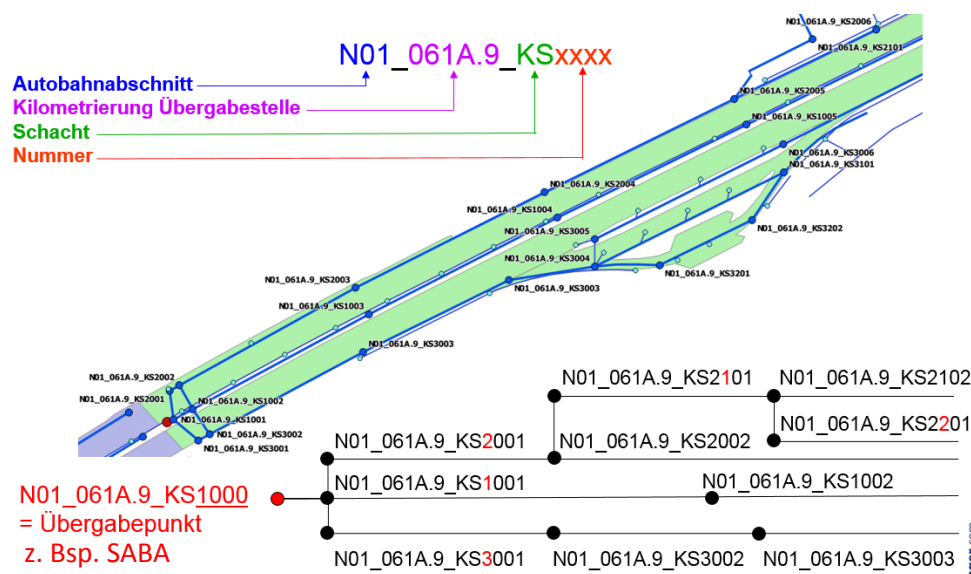 N01_061A.9_KSxxxx
Autobahnabschnitt
Kilometrierung Übergabestelle
Schacht
Nummer
N01_061A.9_KS2006
N01_061A.9_KS2101
N01_061A.9_KS2005
N01_061A.9_KS1005
N01_061A.9_KS3006
N01_061A.9_KS3101
N01_061A.9_KS2004
N01_061A.9_KS1004
N01_061A.9_KS3005
N01_061A.9_KS3202
N01_061A.9_KS3004
N01_061A.9_KS3201
N01_061A.9_KS2003
N01_061A.9_KS3003
N01_061A.9_KS1003
N01_061A.9_KS3003
N01_061A.9_KS2002
N01_061A.9_KS2001
N01_061A.9_KS1002
N01_061A.9_KS1001
N01_061A.9_KS3002
N01_061A.9_KS3001
N01_061A.9_KS2101
N01_061A.9_KS2102
N01_061A.9_KS2201
N01_061A.9_KS2001
N01_061A.9_KS2002
N01_061A.9_KS1001
N01_061A.9_KS1002
N01_061A.9_KS1000
= Übergabepunkt
z. Bsp. SABA
N01_061A.9_KS3001
N01_061A.9_KS3002
N01_061A.9_KS3003